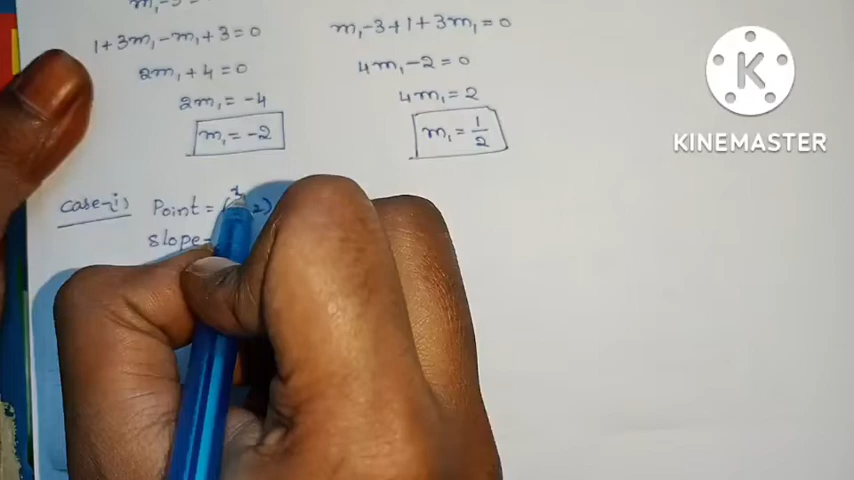 1+3m₁-m₁+3=0
2m₁+4=0
2m₁=-4
m₁=-2
m₁-3+1+3m₁=0
4m₁-2=0
4m₁=2
m₁=1/2
case-i) Point = ( 2)
slope
K
KINEMASTER